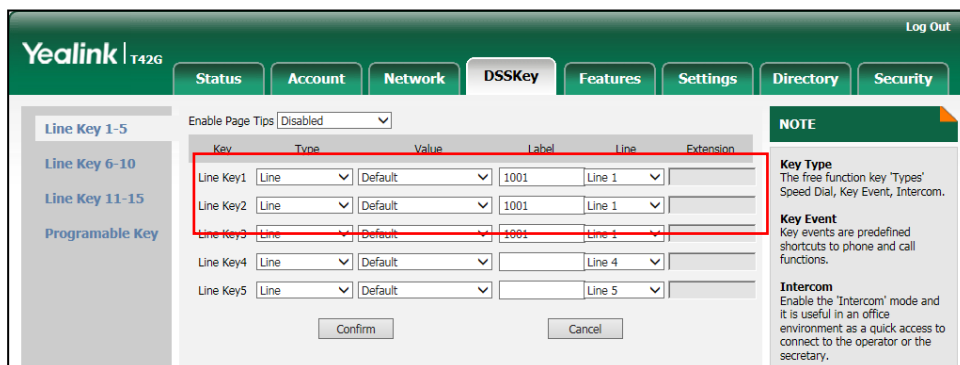 Log Out
Yealink | T42G
Status Account Network DSSKey Features Settings Directory Security
Line Key 1-5
Line Key 6-10
Line Key 11-15
Programable Key
Enable Page Tips Disabled
Key Type Value Label Line Extension
Line Key1 Line Default 1001 Line 1
Line Key2 Line Default 1001 Line 1
Line Key3 Line Default 1001 Line 1
Line Key4 Line Default Line 4
Line Key5 Line Default Line 5
Confirm Cancel
NOTE
Key Type
The free function key 'Types'
Speed Dial, Key Event, Intercom.
Key Event
Key events are predefined
shortcuts to phone and call
functions.
Intercom
Enable the 'Intercom' mode and
it is useful in an office
environment as a quick access to
connect to the operator or the
secretary.